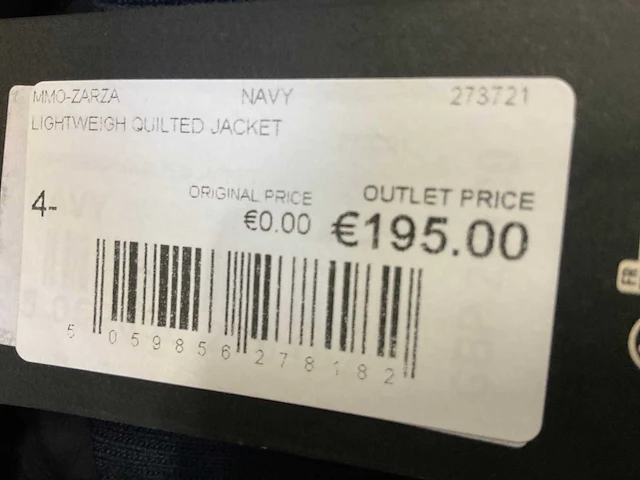 MMO-ZARZA NAVY 273721
LIGHTWEIGH QUILTED JACKET
4- ORIGINAL PRICE OUTLET PRICE
€0.00 €195.00
5 059856 278182
FR